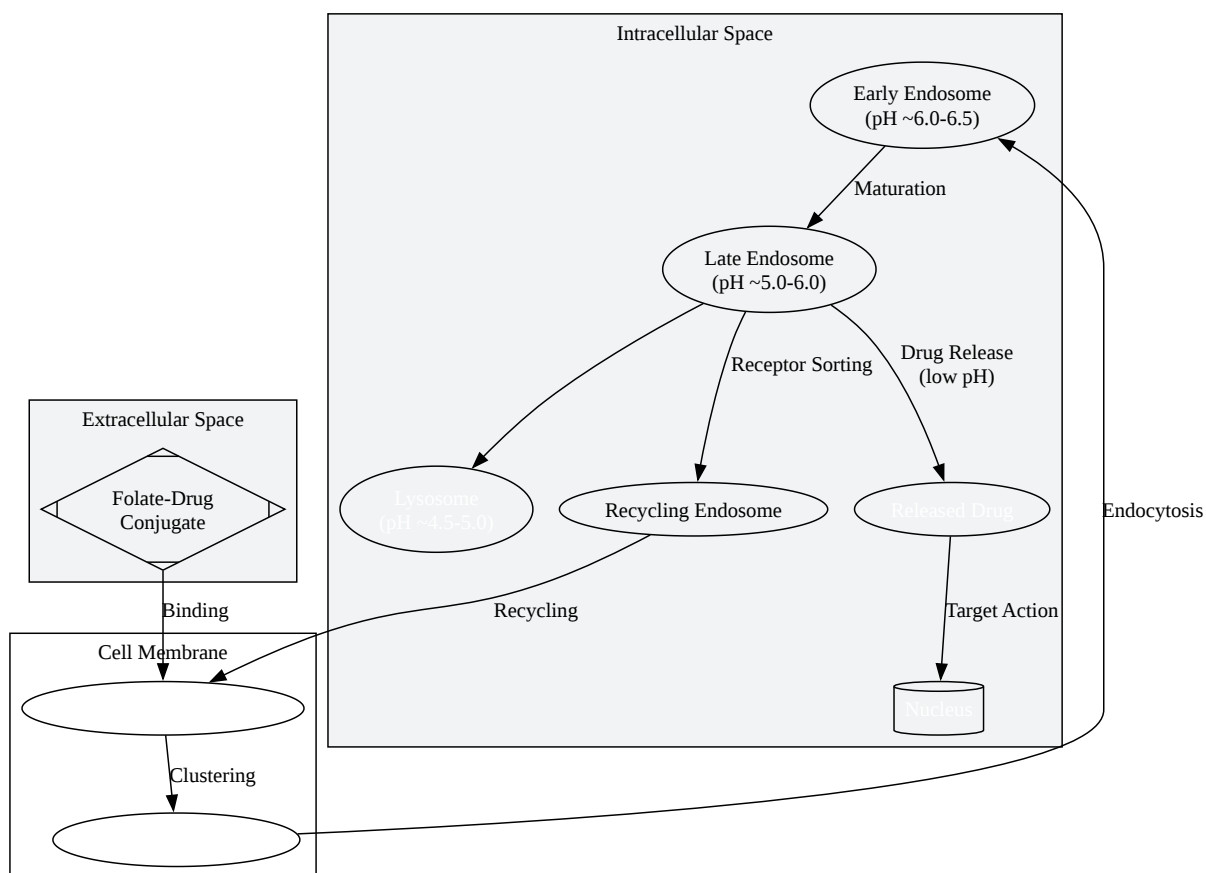 Intracellular Space
Early Endosome
(pH ~6.0-6.5)
Maturation
Late Endosome
(pH ~5.0-6.0)
Receptor Sorting
Drug Release
(low pH)
Extracellular Space
Folate-Drug
Conjugate
Lysosome
(pH ~4.5-5.0)
Recycling Endosome
Released Drug
Endocytosis
Binding
Recycling
Target Action
Cell Membrane
Nucleus
Clustering